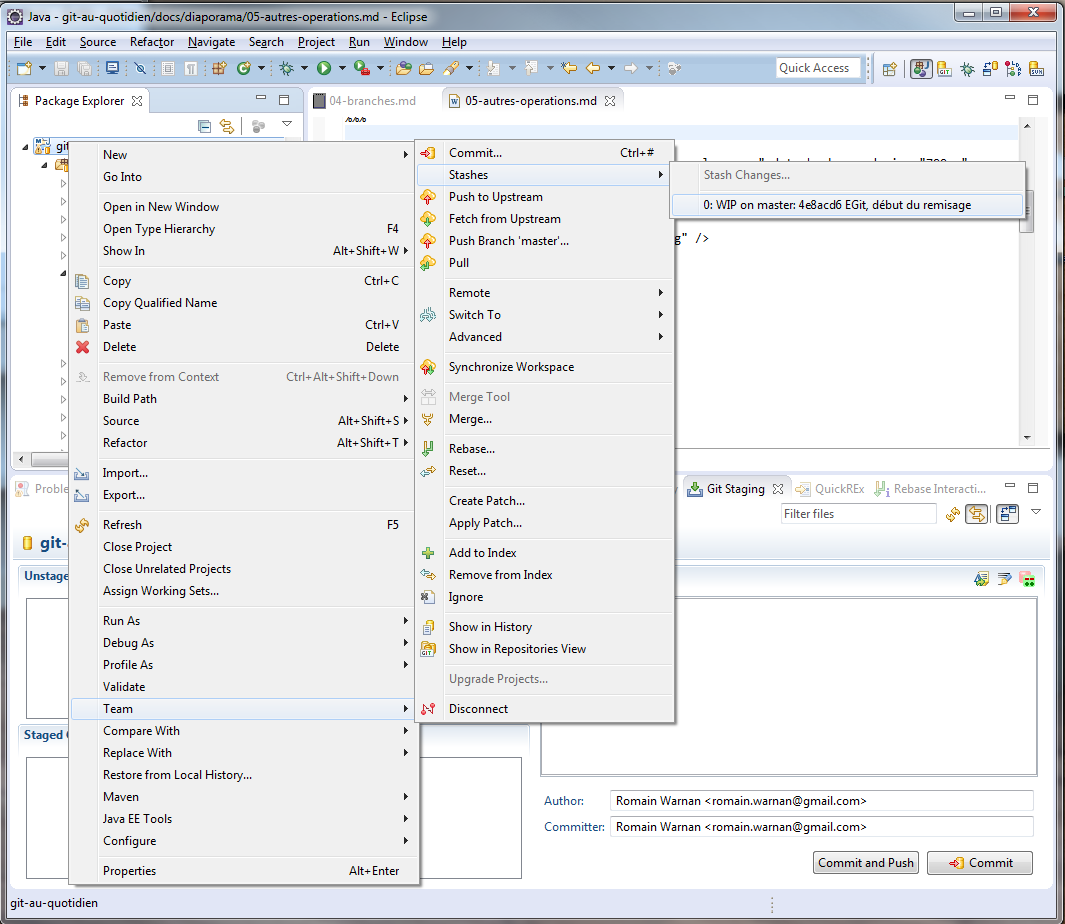 Java - git-au-quotidien/docs/diaporama/05-autres-operations.md - Eclipse
File Edit Source Refactor Navigate Search Project Run Window Help
Quick Access
Package Explorer
04-branches.md
05-autres-operations.md
%%%
g" />
New
Go Into
Open in New Window
Open Type Hierarchy F4
Show In Alt+Shift+W
Copy Ctrl+C
Copy Qualified Name
Paste Ctrl+V
Delete Delete
Remove from Context Ctrl+Alt+Shift+Down
Build Path
Source Alt+Shift+S
Refactor Alt+Shift+T
Import...
Export...
Refresh F5
Close Project
Close Unrelated Projects
Assign Working Sets...
Run As
Debug As
Profile As
Validate
Team
Compare With
Replace With
Restore from Local History...
Maven
Java EE Tools
Configure
Properties Alt+Enter
Commit... Ctrl+#
Stashes
Push to Upstream
Fetch from Upstream
Push Branch 'master'...
Pull
Remote
Switch To
Advanced
Synchronize Workspace
Merge Tool
Merge...
Rebase...
Reset...
Create Patch...
Apply Patch...
Add to Index
Remove from Index
Ignore
Show in History
Show in Repositories View
Upgrade Projects...
Disconnect
Stash Changes...
0: WIP on master: 4e8acd6 EGit, début du remisage
Proble
Git Staging
QuickREx
Rebase Interacti...
Filter files
git-
Unstage
Staged
Author: Romain Warnan <romain.warnan@gmail.com>
Committer: Romain Warnan <romain.warnan@gmail.com>
Commit and Push
Commit
git-au-quotidien